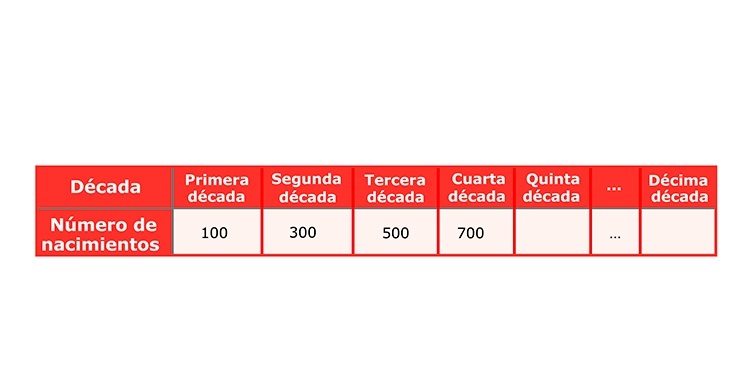 Década Primera década Segunda década Tercera década Cuarta década Quinta década ... Décima década
Número de nacimientos 100 300 500 700 ...